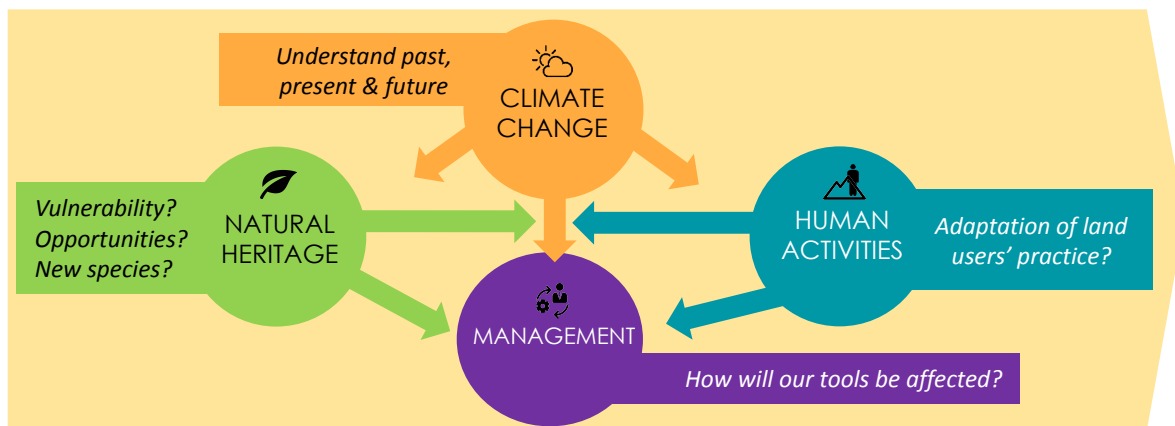 Understand past,
present & future
CLIMATE
CHANGE
Vulnerability?
Opportunities?
New species?
NATURAL
HERITAGE
HUMAN
ACTIVITIES
Adaptation of land
users’ practice?
MANAGEMENT
How will our tools be affected?